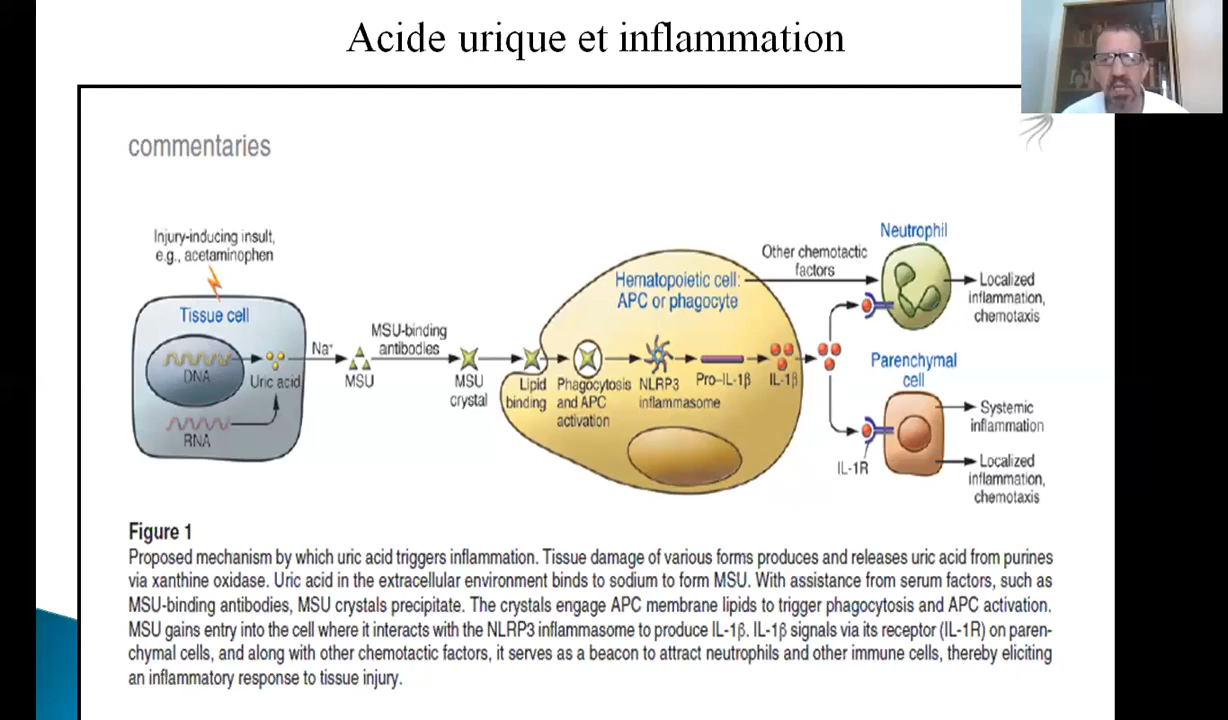 Acide urique et inflammation
commentaries
Injury-inducing insult,
e.g., acetaminophen
Tissue cell
DNA
Uric acid
RNA
Na⁺
MSU
MSU-binding
antibodies
MSU
crystal
Hematopoietic cell:
APC or phagocyte
Lipid
binding
Phagocytosis
and APC
activation
NLRP3
inflammasome
Pro–IL-1β
IL-1β
Other chemotactic
factors
Neutrophil
Localized
inflammation,
chemotaxis
Parenchymal
cell
IL-1R
Systemic
inflammation
Localized
inflammation,
chemotaxis
Figure 1
Proposed mechanism by which uric acid triggers inflammation. Tissue damage of various forms produces and releases uric acid from purines
via xanthine oxidase. Uric acid in the extracellular environment binds to sodium to form MSU. With assistance from serum factors, such as
MSU-binding antibodies, MSU crystals precipitate. The crystals engage APC membrane lipids to trigger phagocytosis and APC activation.
MSU gains entry into the cell where it interacts with the NLRP3 inflammasome to produce IL-1β. IL-1β signals via its receptor (IL-1R) on paren-
chymal cells, and along with other chemotactic factors, it serves as a beacon to attract neutrophils and other immune cells, thereby eliciting
an inflammatory response to tissue injury.